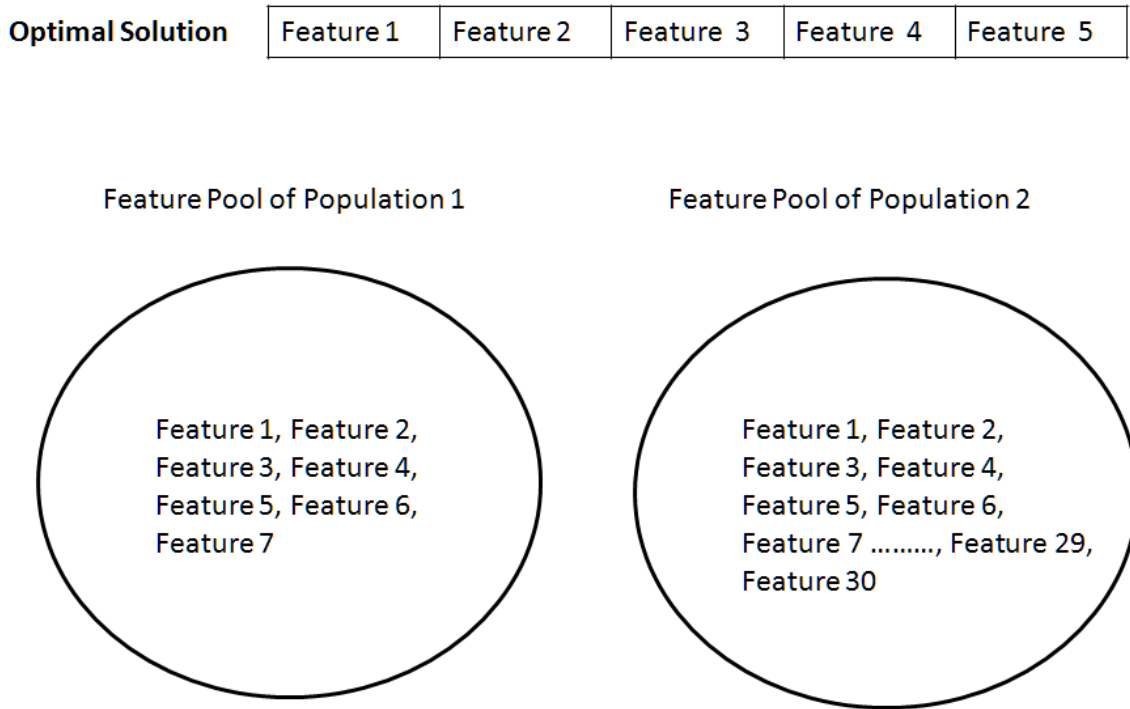 Optimal Solution Feature 1 Feature 2 Feature 3 Feature 4 Feature 5
Feature Pool of Population 1
Feature Pool of Population 2
Feature 1, Feature 2,
Feature 3, Feature 4,
Feature 5, Feature 6,
Feature 7
Feature 1, Feature 2,
Feature 3, Feature 4,
Feature 5, Feature 6,
Feature 7 ........., Feature 29,
Feature 30